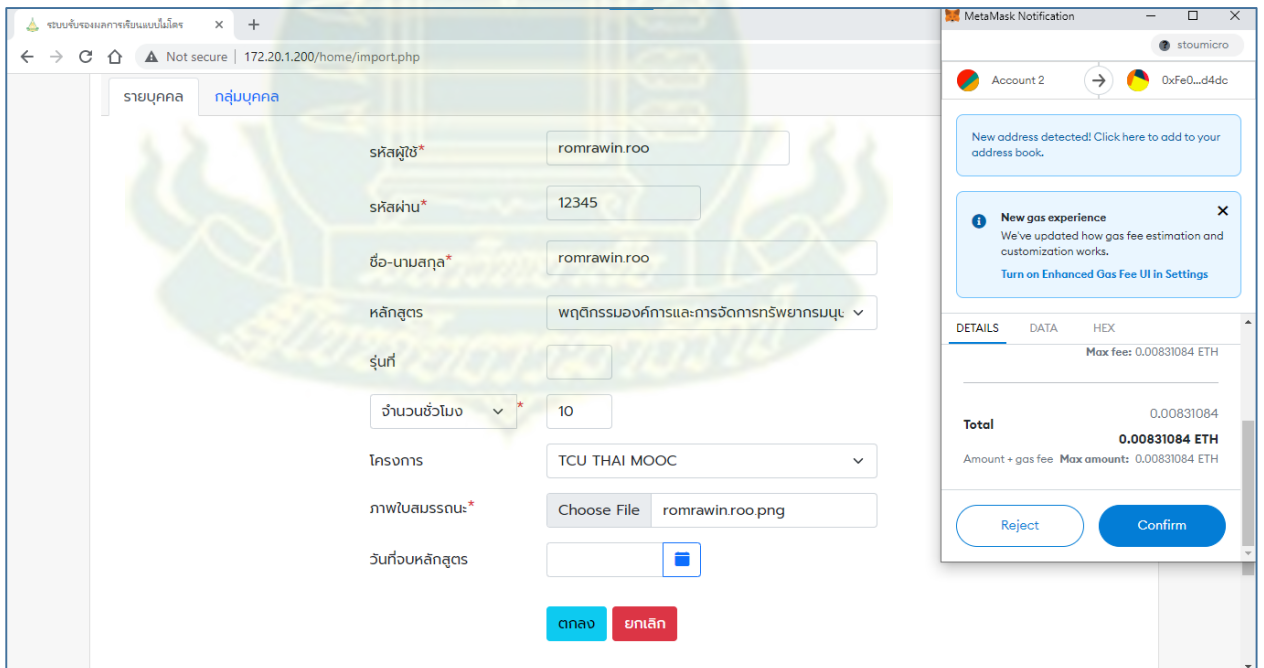 ระบบรับรองผลการเรียนแบบไมโคร
Not secure | 172.20.1.200/home/import.php
รายบุคคล กลุ่มบุคคล
รหัสผู้ใช้* romrawin.roo
รหัสผ่าน* 12345
ชื่อ-นามสกุล* romrawin.roo
หลักสูตร พฤติกรรมองค์การและการจัดการทรัพยากรมนุษ
รุ่นที่
จำนวนชั่วโมง * 10
โครงการ TCU THAI MOOC
ภาพใบสมรรถนะ* Choose File romrawin.roo.png
วันที่จบหลักสูตร
ตกลง ยกเลิก
MetaMask Notification
stoumicro
Account 2 0xFe0...d4dc
New address detected! Click here to add to your
address book.
New gas experience
We've updated how gas fee estimation and
customization works.
Turn on Enhanced Gas Fee UI in Settings
DETAILS DATA HEX
Max fee: 0.00831084 ETH
0.00831084
Total
0.00831084 ETH
Amount + gas fee Max amount: 0.00831084 ETH
Reject Confirm